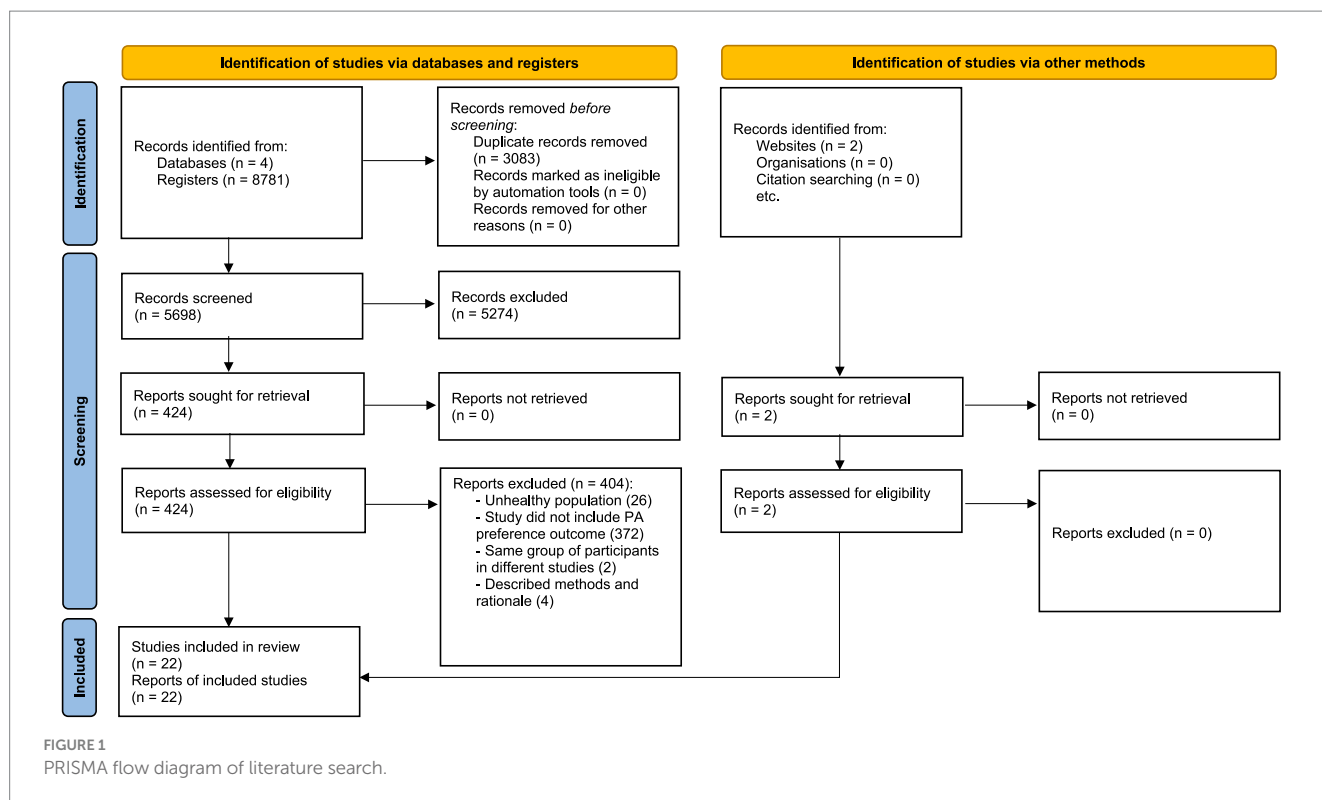 Identification of studies via databases and registers
Identification of studies via other methods
Identification
Records identified from:
Databases (n = 4)
Registers (n = 8781)
Records removed before
screening:
Duplicate records removed
(n = 3083)
Records marked as ineligible
by automation tools (n = 0)
Records removed for other
reasons (n = 0)
Records identified from:
Websites (n = 2)
Organisations (n = 0)
Citation searching (n = 0)
etc.
Screening
Records screened
(n = 5698)
Records excluded
(n = 5274)
Reports sought for retrieval
(n = 424)
Reports not retrieved
(n = 0)
Reports sought for retrieval
(n = 2)
Reports not retrieved
(n = 0)
Reports assessed for eligibility
(n = 424)
Reports excluded (n = 404):
- Unhealthy population (26)
- Study did not include PA
preference outcome (372)
- Same group of participants
in different studies (2)
- Described methods and
rationale (4)
Reports assessed for eligibility
(n = 2)
Reports excluded (n = 0)
Included
Studies included in review
(n = 22)
Reports of included studies
(n = 22)
FIGURE 1
PRISMA flow diagram of literature search.